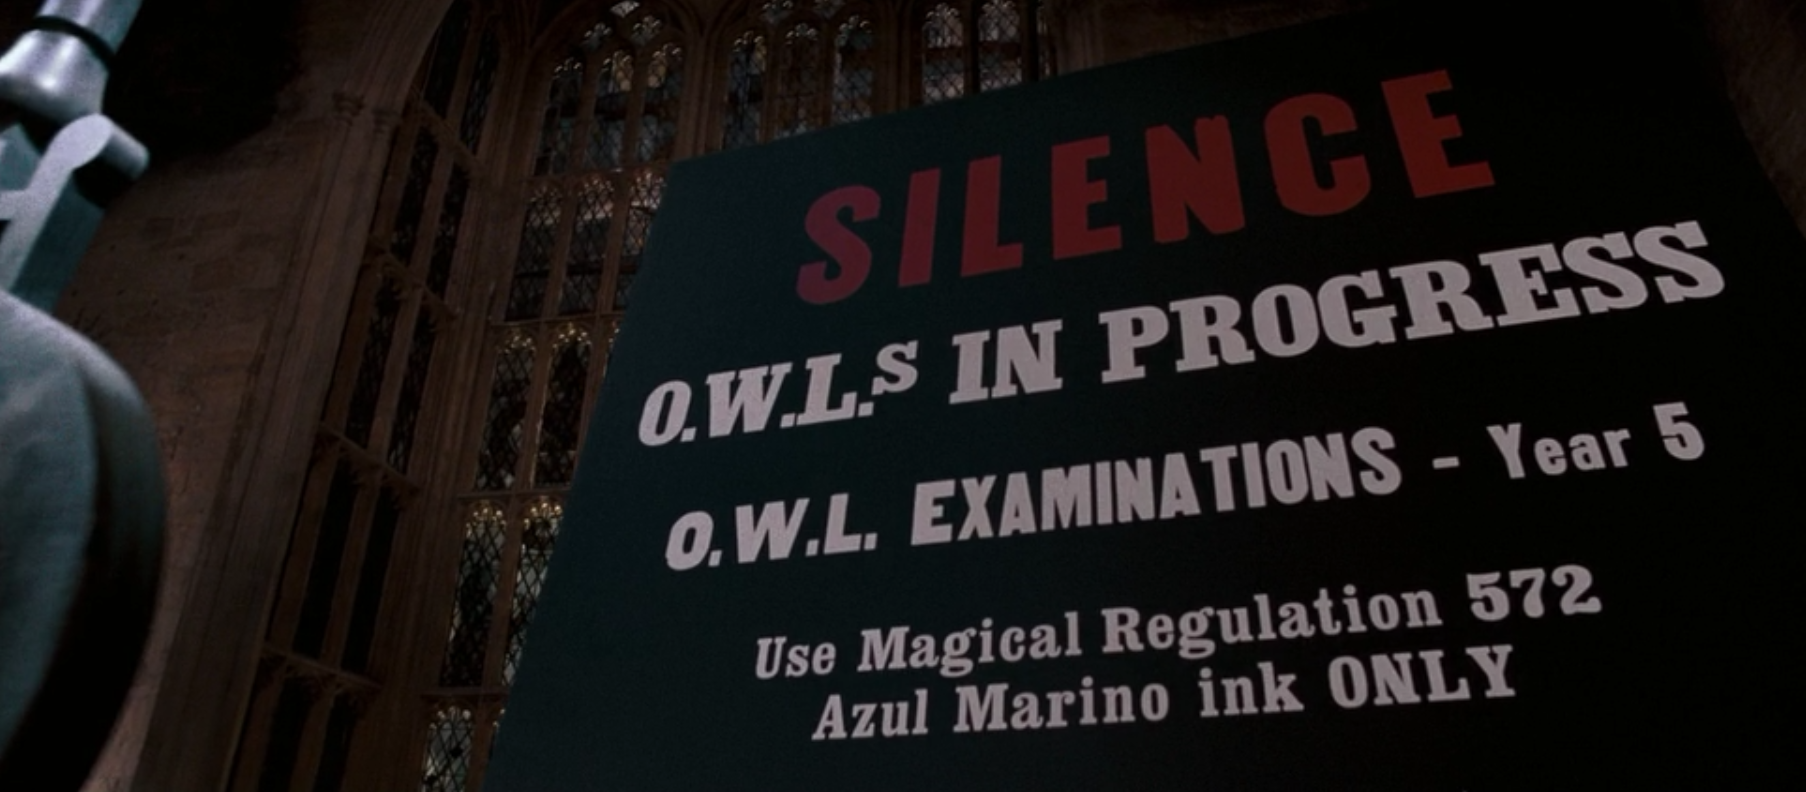 SILENCE
O.W.L.s IN PROGRESS
O.W.L. EXAMINATIONS - Year 5
Use Magical Regulation 572
Azul Marino ink ONLY